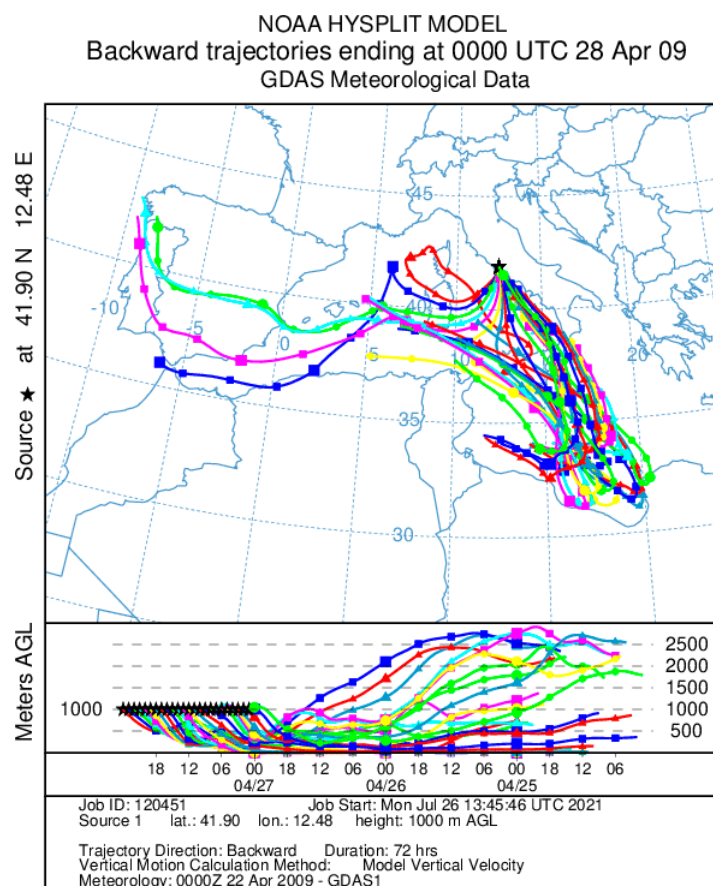 NOAA HYSPLIT MODEL
Backward trajectories ending at 0000 UTC 28 Apr 09
GDAS Meteorological Data
Source ★ at 41.90 N 12.48 E
45
40
-10
-5
0
5
10
20
35
30
Meters AGL
1000
2500
2000
1500
1000
500
18 12 06 00 18 12 06 00 18 12 06 00 18 12 06
04/27 04/26 04/25
Job ID: 120451 Job Start: Mon Jul 26 13:45:46 UTC 2021
Source 1 lat.: 41.90 lon.: 12.48 height: 1000 m AGL
Trajectory Direction: Backward Duration: 72 hrs
Vertical Motion Calculation Method: Model Vertical Velocity
Meteorology: 0000Z 22 Apr 2009 - GDAS1